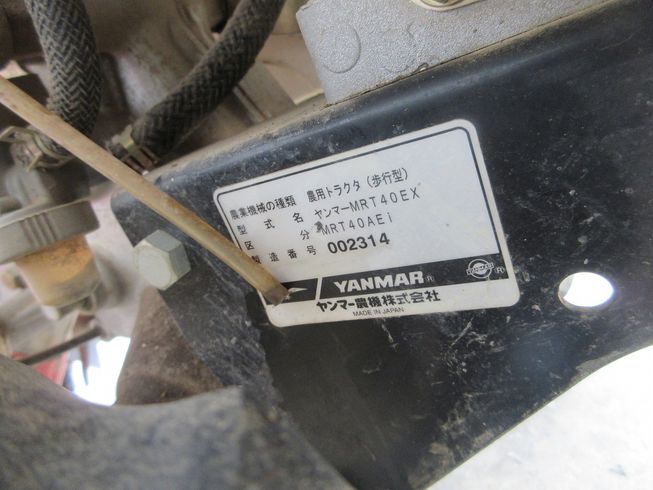 農業機械の種類 農用トラクタ (歩行型)
型式名 ヤンマーMRT40EX
区分 MRT40AEi
製造番号 002314
YANMAR ®
ヤンマー農機株式会社
MADE IN JAPAN